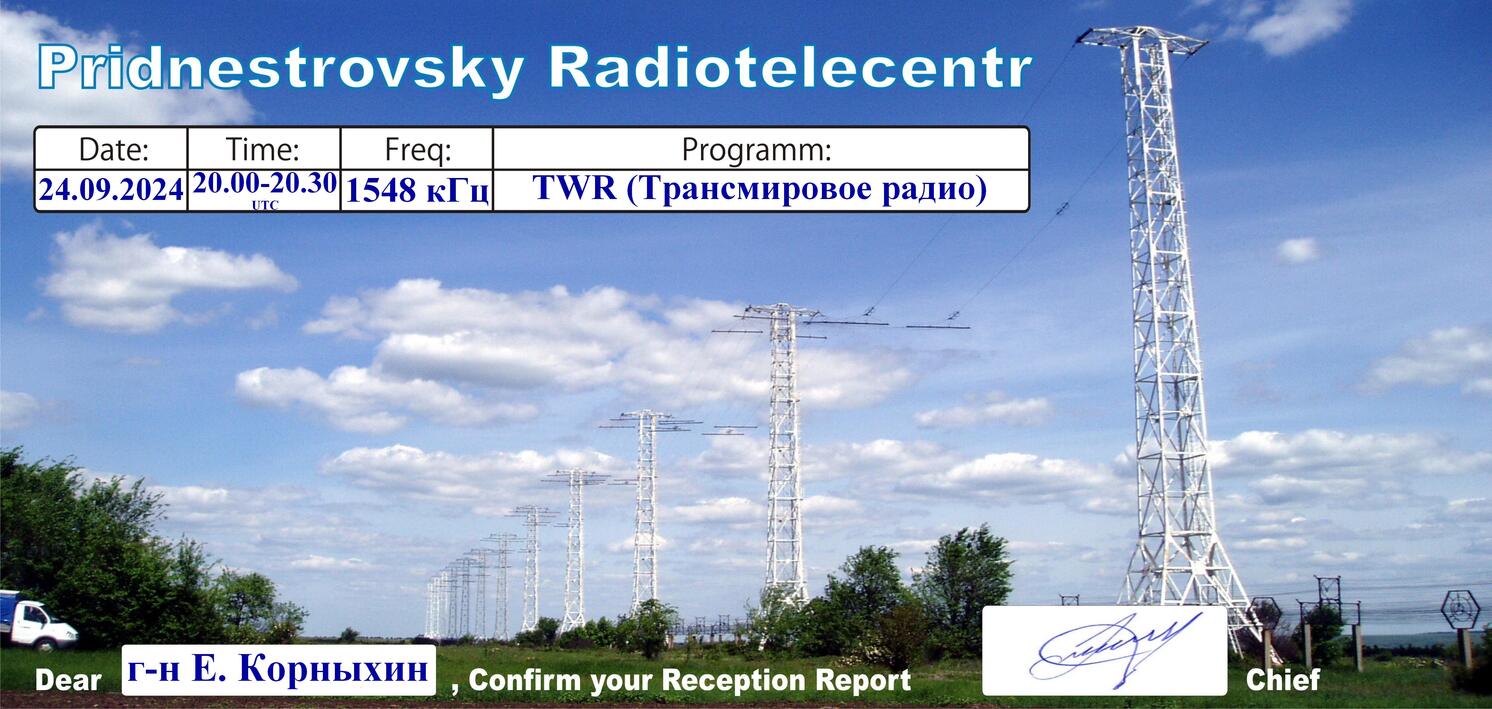 Pridnestrovsky Radiotelecentr
Date: Time: Freq: Programm:
24.09.2024 20.00-20.30 UTC 1548 кГц TWR (Трансмировое радио)
Dear г-н Е. Корныхин , Confirm your Reception Report Chief